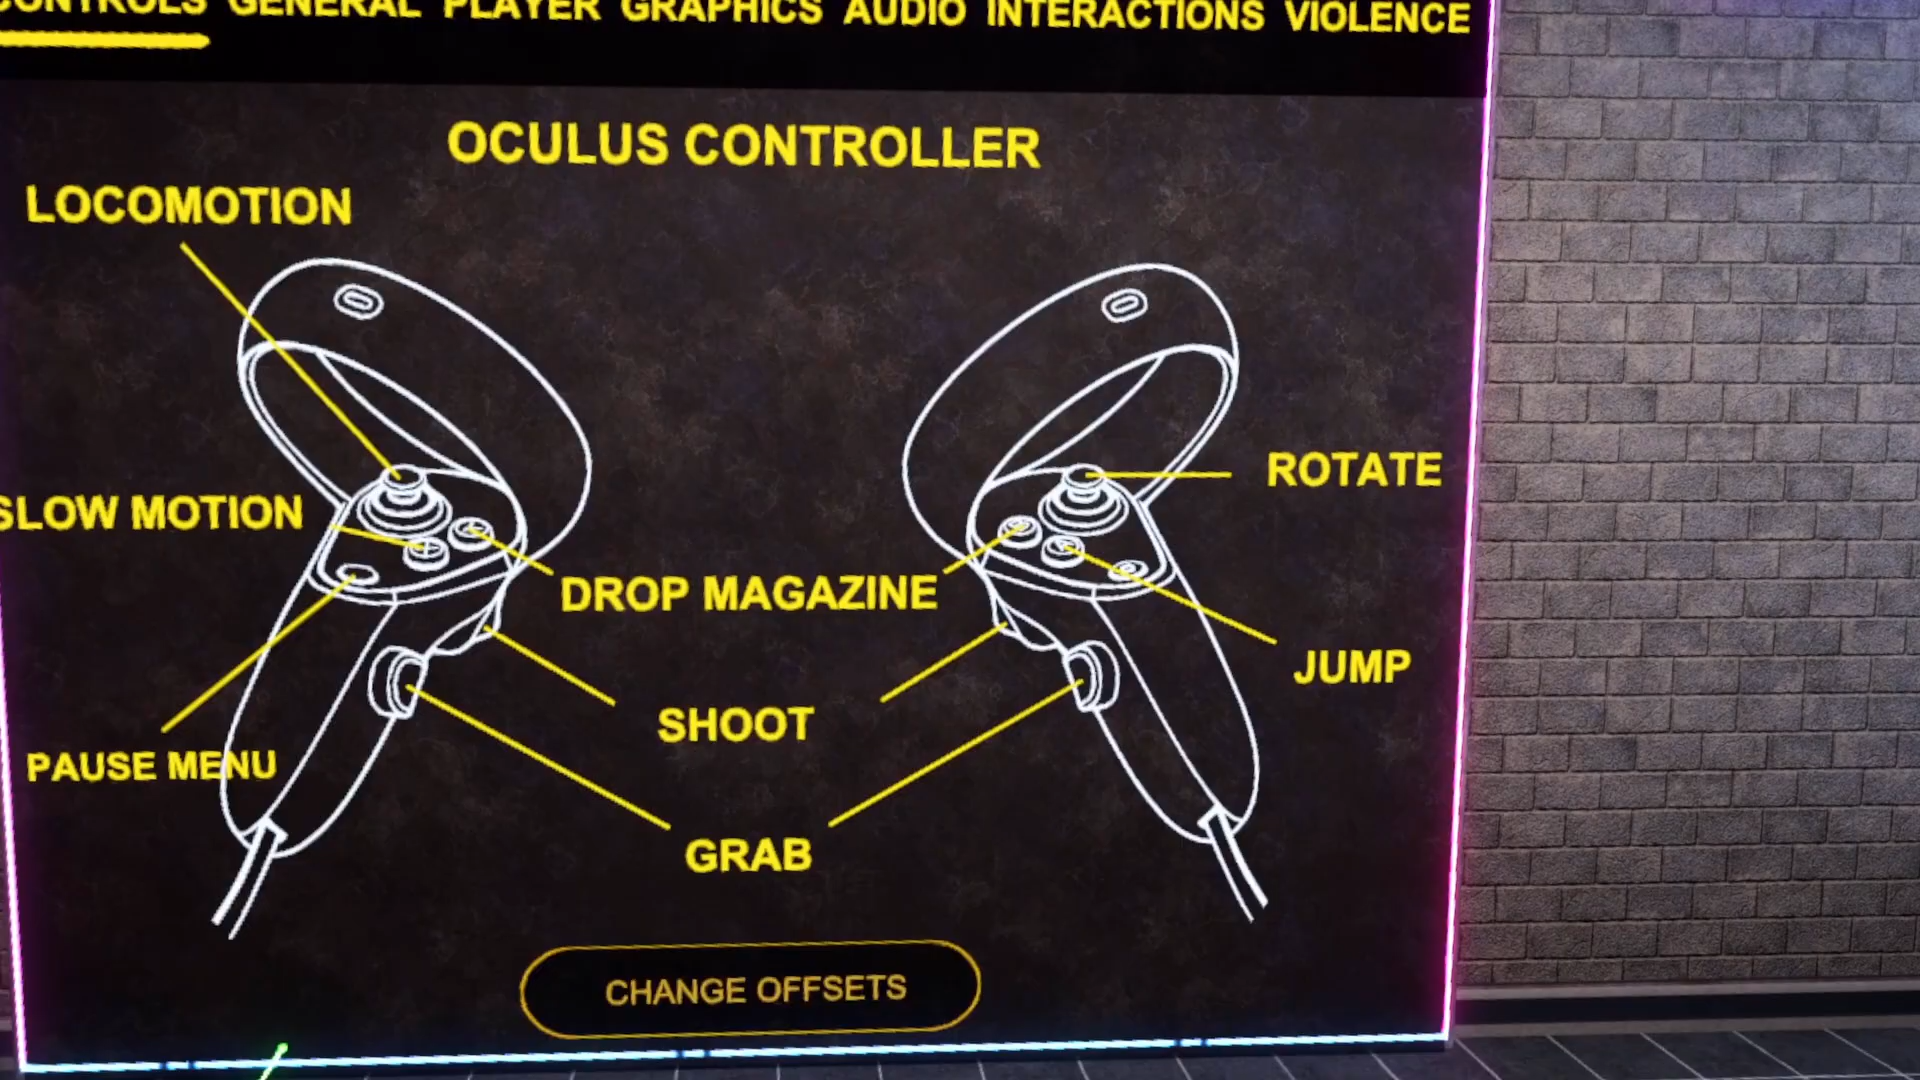 CONTROLS GENERAL PLAYER GRAPHICS AUDIO INTERACTIONS VIOLENCE
OCULUS CONTROLLER
LOCOMOTION
ROTATE
SLOW MOTION
DROP MAGAZINE
JUMP
SHOOT
PAUSE MENU
GRAB
CHANGE OFFSETS